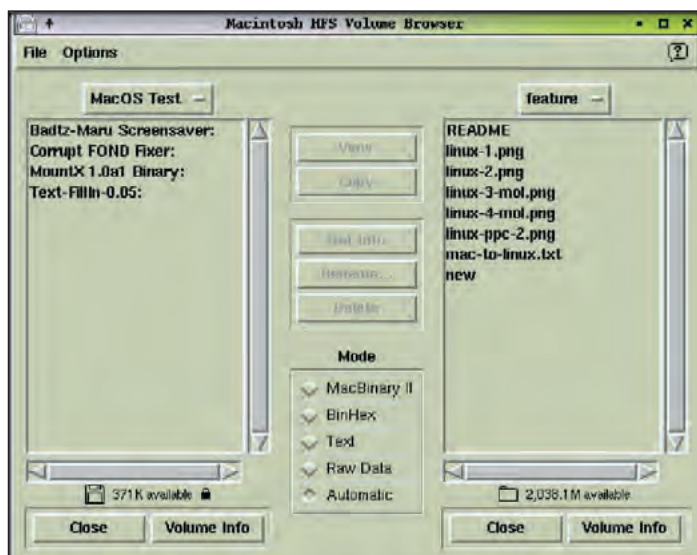 Macintosh HFS Volume Browser
File Options
MacOS Test
Badtz-Maru Screensaver:
Corrupt FOND Fixer:
MountX 1.0a1 Binary:
Text-FillIn-0.05:
371K available
Close Volume Info
View
Copy
Get Info
Rename...
Delete
Mode
MacBinary II
BinHex
Text
Raw Data
Automatic
feature
README
linux-1.png
linux-2.png
linux-3-mol.png
linux-4-mol.png
linux-ppc-2.png
mac-to-linux.txt
new
2,038.1M available
Close Volume Info